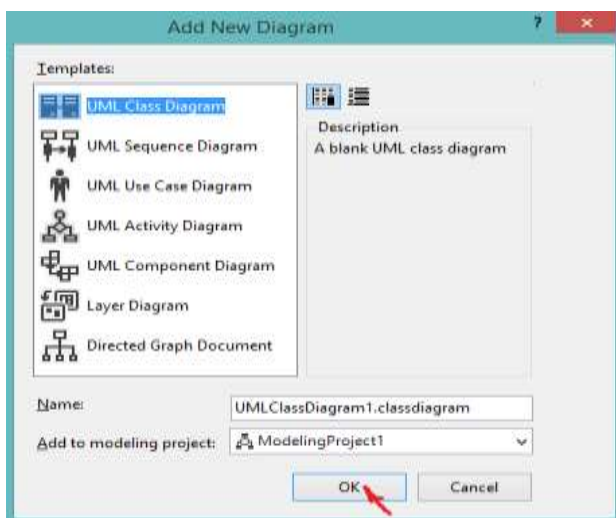 Add New Diagram
?
Templates:
UML Class Diagram
UML Sequence Diagram
UML Use Case Diagram
UML Activity Diagram
UML Component Diagram
Layer Diagram
Directed Graph Document
Description
A blank UML class diagram
Name:
UMLClassDiagram1.classdiagram
Add to modeling project:
ModelingProject1
OK
Cancel